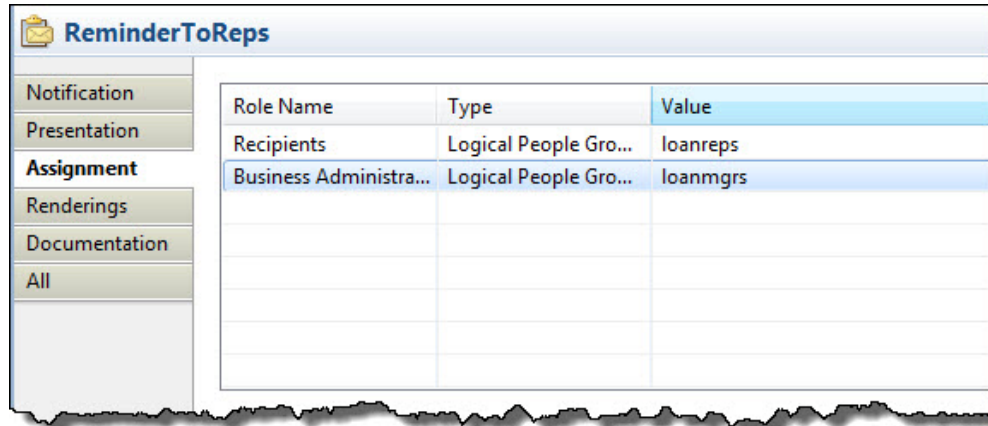 ReminderToReps
Notification
Presentation
Assignment
Renderings
Documentation
All
Role Name Type Value
Recipients Logical People Gro... loanreps
Business Administra... Logical People Gro... loanmgrs